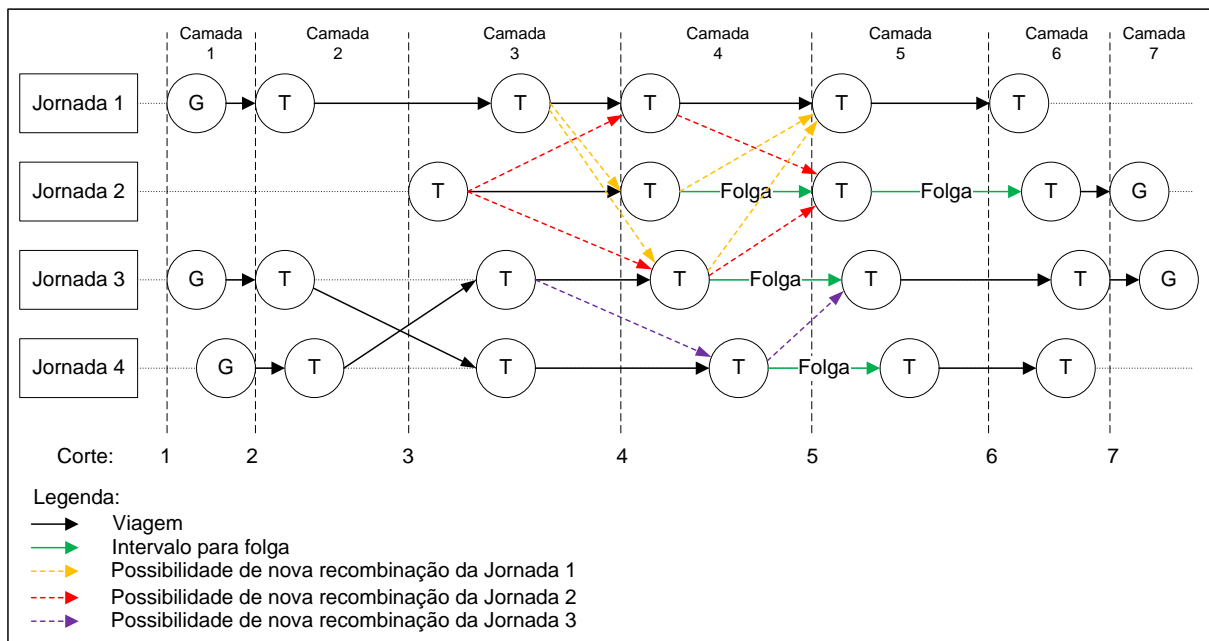 Camada Camada Camada Camada Camada Camada Camada
1 2 3 4 5 6 7
Jornada 1 G T T T T T
Jornada 2 T T Folga T Folga T G
Jornada 3 G T T T Folga T T G
Jornada 4 G T T T Folga T T
Corte: 1 2 3 4 5 6 7
Legenda:
Viagem
Intervalo para folga
Possibilidade de nova recombinação da Jornada 1
Possibilidade de nova recombinação da Jornada 2
Possibilidade de nova recombinação da Jornada 3